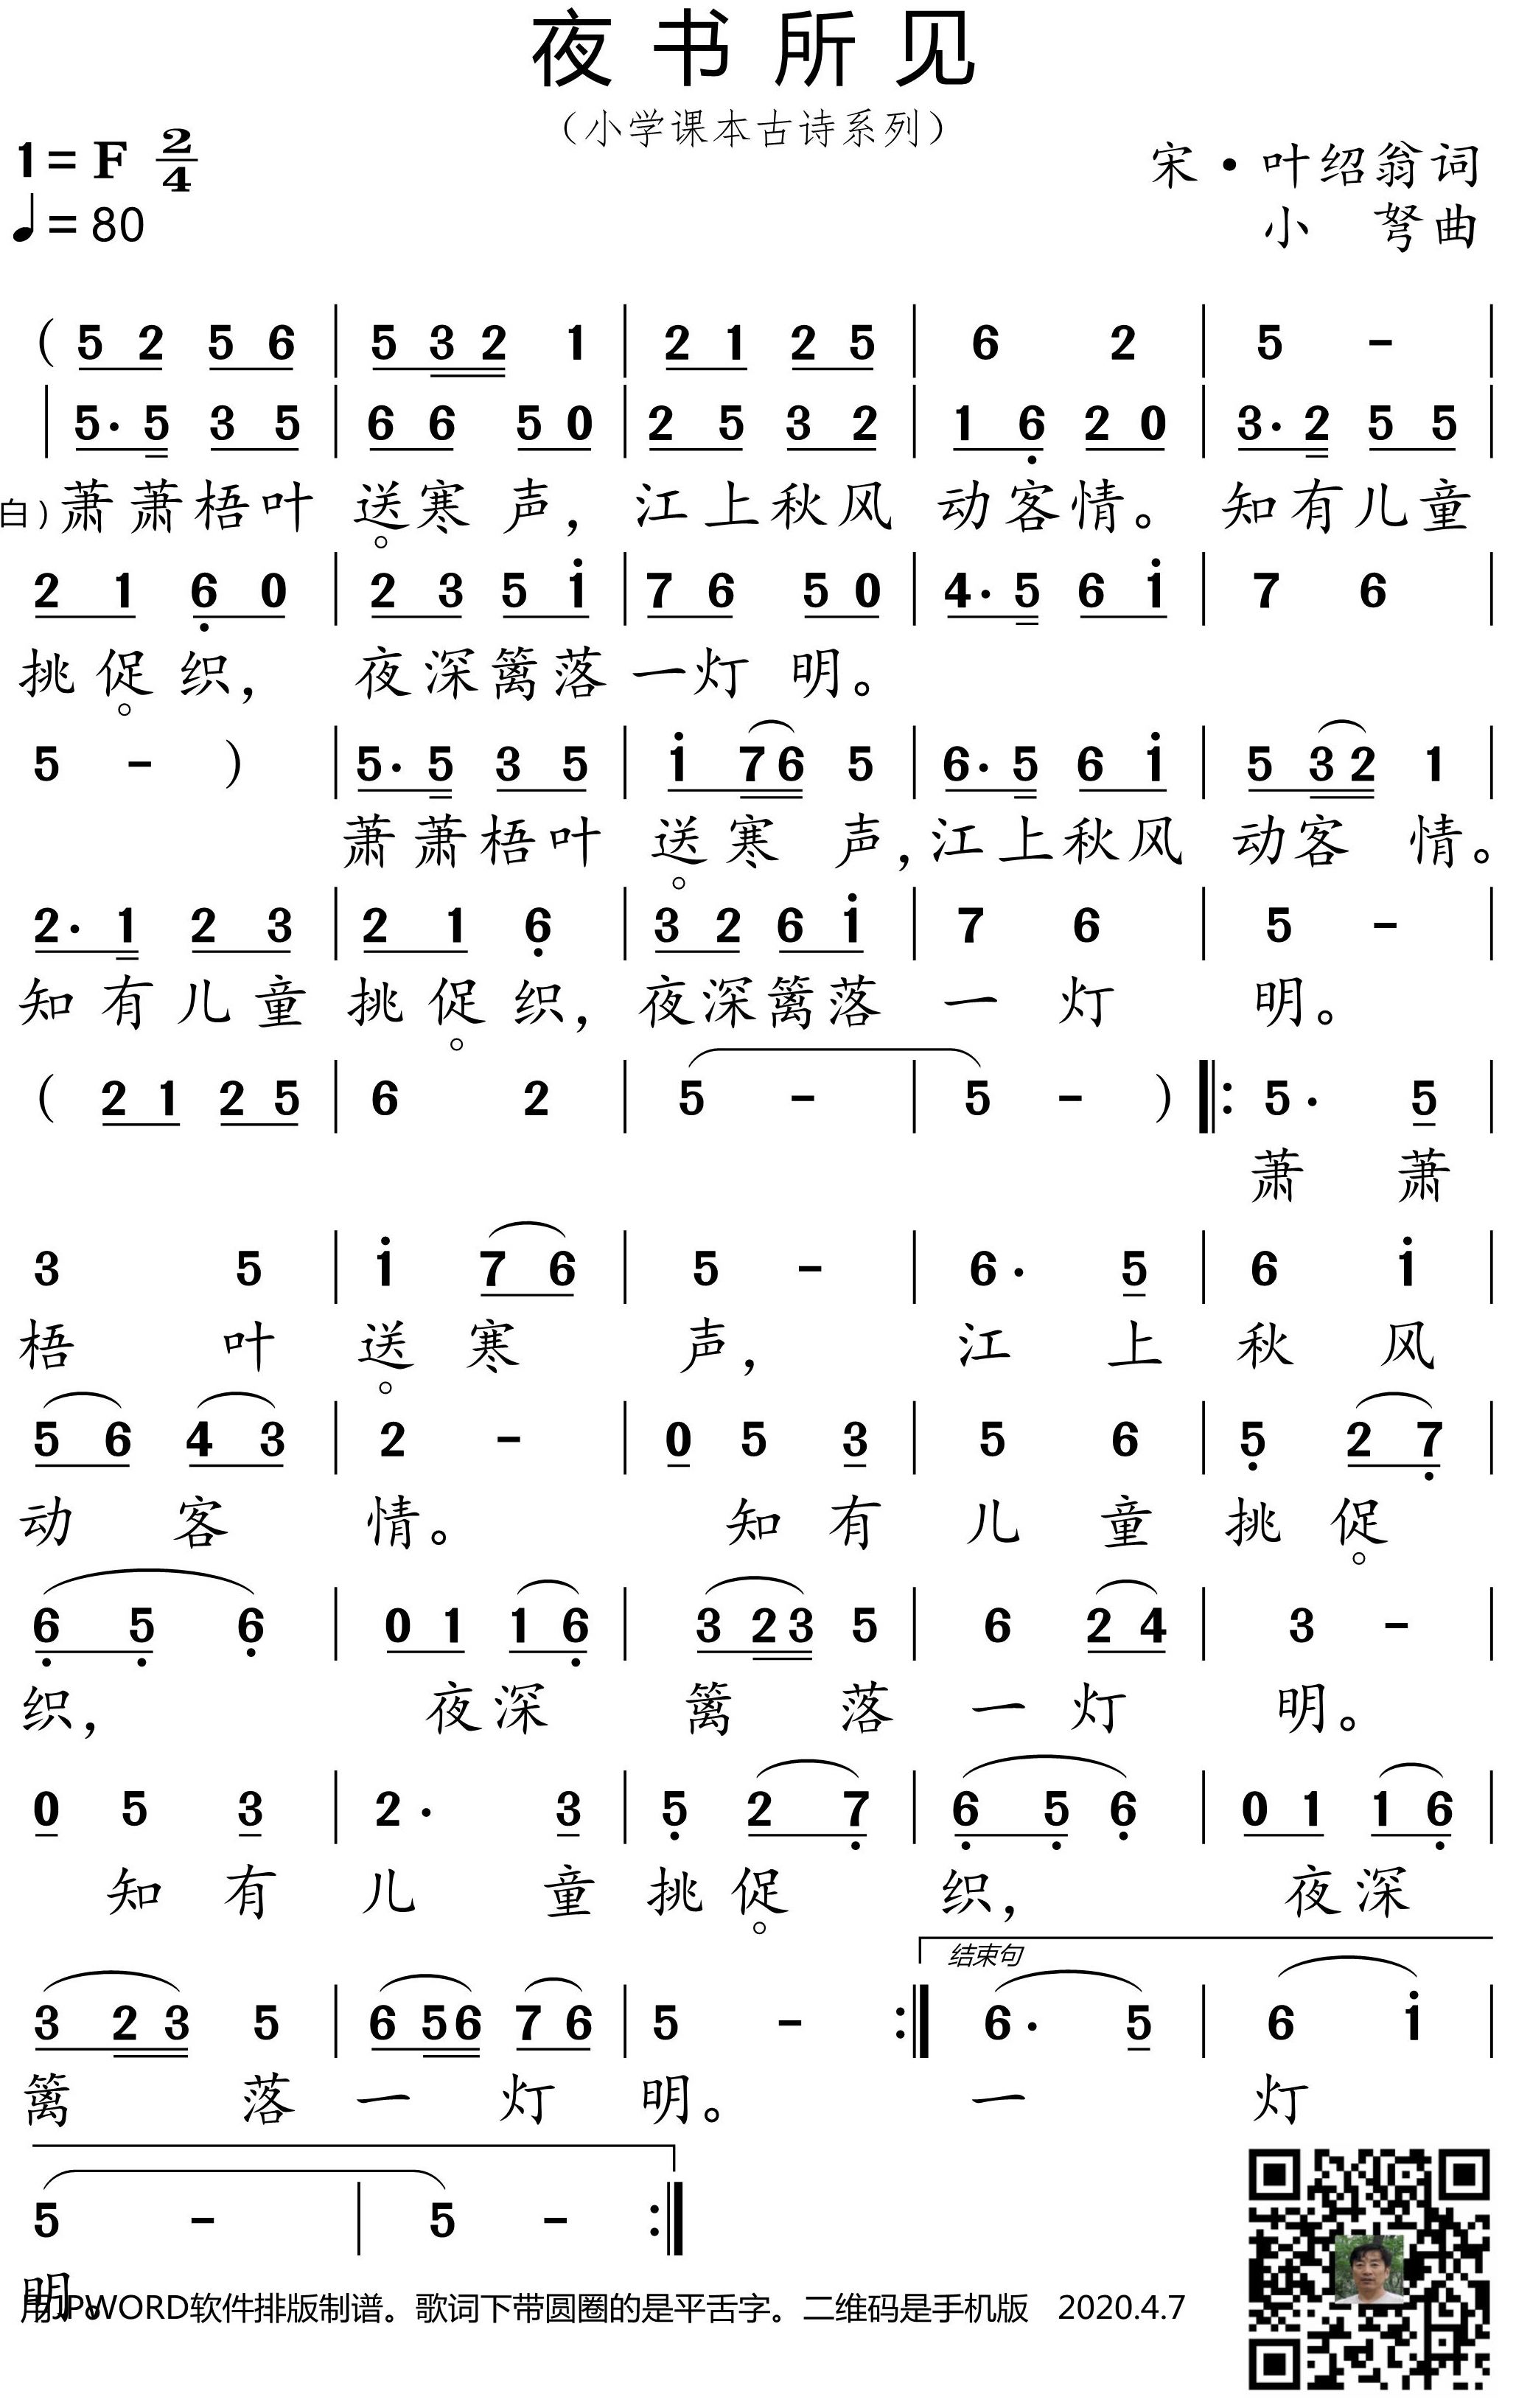 夜书所见
（小学课本古诗系列）
1=F 2/4
宋·叶绍翁词
♩=80
小 弩曲
( 5 2 5 6 | 5 3 2 1 | 2 1 2 5 | 6 2 | 5 - |
| 5· 5 3 5 | 6 6 5 0 | 2 5 3 2 | 1 6̣ 2 0 | 3· 2 5 5 |
白）萧萧梧叶 送寒声，江上秋风 动客情。 知有儿童
2 1 6̣ 0 | 2 3 5 1̇ | 7 6 5 0 | 4· 5 6 1̇ | 7 6 |
挑促织， 夜深篱落 一灯明。
5 - ) | 5· 5 3 5 | 1̇ 7 6 5 | 6· 5 6 1̇ | 5 3 2 1 |
萧萧梧叶 送寒声，江上秋风 动客情。
2· 1 2 3 | 2 1 6̣ | 3 2 6 1̇ | 7 6 | 5 - |
知有儿童 挑促织，夜深篱落 一灯 明。
( 2 1 2 5 | 6 2 | 5 - | 5 - ) |: 5· 5 |
萧 萧
3 5 | 1̇ 7 6 | 5 - | 6· 5 | 6 1̇ |
梧 叶 送寒 声， 江 上 秋 风
5 6 4 3 | 2 - | 0 5 3 | 5 6 | 5̣ 2 7̣ |
动 客 情。 知 有 儿 童 挑 促
6̣ 5̣ 6̣ | 0 1 1 6̣ | 3 2 3 5 | 6 2 4 | 3 - |
织， 夜深 篱 落 一 灯 明。
0 5 3 | 2· 3 | 5̣ 2 7̣ | 6̣ 5̣ 6̣ | 0 1 1 6̣ |
知 有 儿 童 挑 促 织， 夜深
结束句
3 2 3 5 | 6 5 6 7 6 | 5 - :| 6· 5 | 6 1̇ |
篱 落 一 灯 明。 一 灯
5 - | 5 - :|
明。
用JPWORD软件排版制谱。歌词下带圆圈的是平舌字。二维码是手机版 2020.4.7